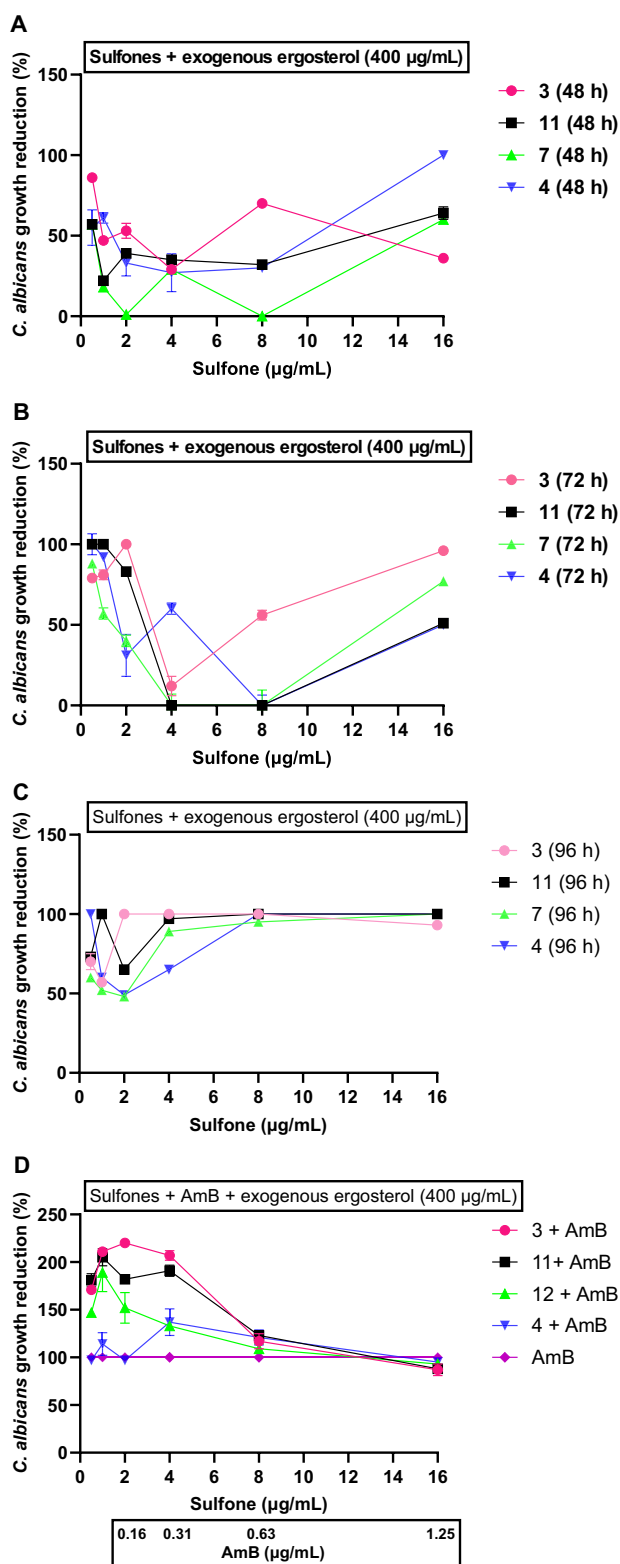 A
Sulfones + exogenous ergosterol (400 µg/mL)
C. albicans growth reduction (%)
150
100
50
0
0 2 4 6 8 10 12 14 16
Sulfone (µg/mL)
3 (48 h)
11 (48 h)
7 (48 h)
4 (48 h)
B
Sulfones + exogenous ergosterol (400 µg/mL)
C. albicans growth reduction (%)
150
100
50
0
0 2 4 6 8 10 12 14 16
Sulfone (µg/mL)
3 (72 h)
11 (72 h)
7 (72 h)
4 (72 h)
C
Sulfones + exogenous ergosterol (400 µg/mL)
C. albicans growth reduction (%)
150
100
50
0
0 2 4 6 8 10 12 14 16
Sulfone (µg/mL)
3 (96 h)
11 (96 h)
7 (96 h)
4 (96 h)
D
Sulfones + AmB + exogenous ergosterol (400 µg/mL)
C. albicans growth reduction (%)
250
200
150
100
50
0
0 2 4 6 8 10 12 14 16
Sulfone (µg/mL)
0.16 0.31 0.63 1.25
AmB (µg/mL)
3 + AmB
11+ AmB
12 + AmB
4 + AmB
AmB